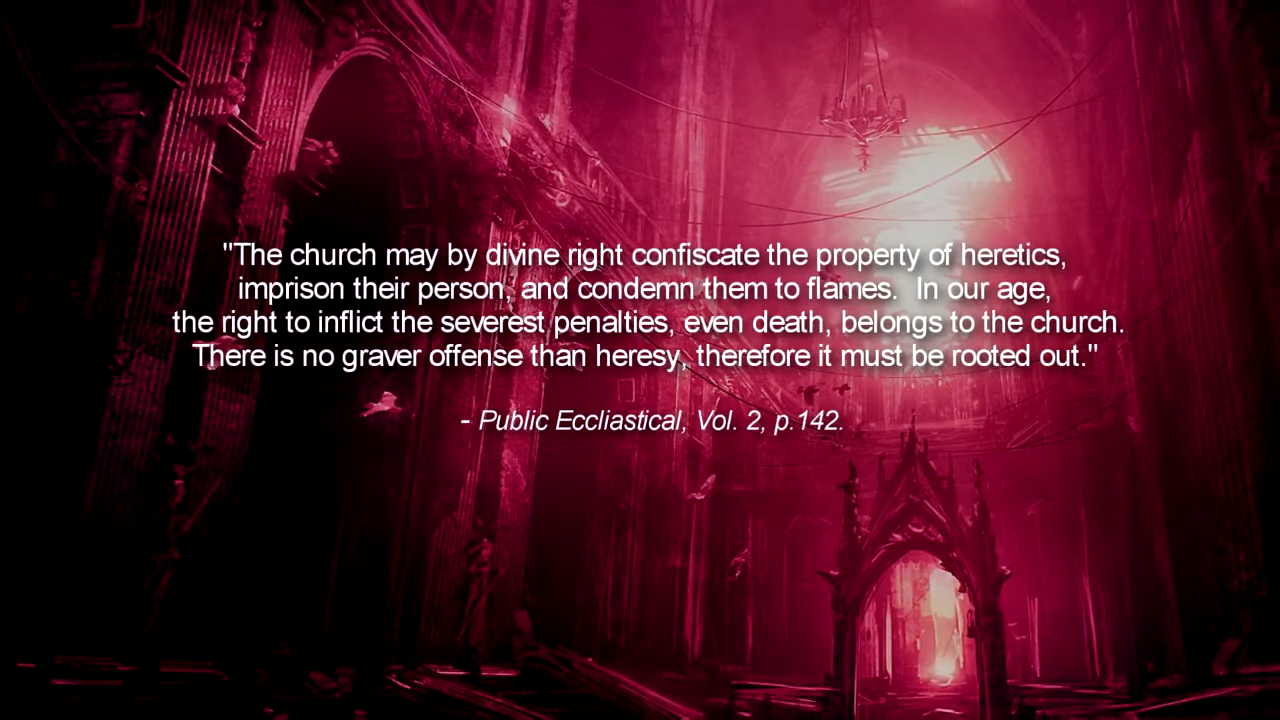 "The church may by divine right confiscate the property of heretics,
imprison their person, and condemn them to flames.  In our age,
the right to inflict the severest penalties, even death, belongs to the church.
There is no graver offense than heresy, therefore it must be rooted out."
- Public Eccliastical, Vol. 2, p.142.